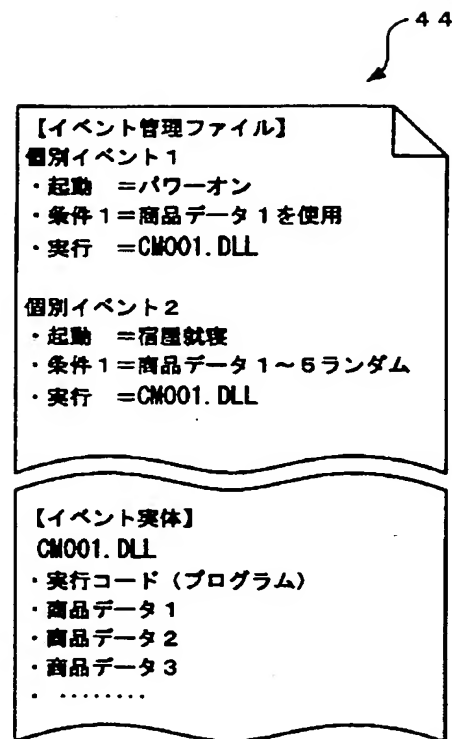 44
【イベント管理ファイル】
個別イベント1
・起動 =パワーオン
・条件1=商品データ1を使用
・実行 =CM001.DLL
個別イベント2
・起動 =宿屋就寝
・条件1=商品データ1~5ランダム
・実行 =CM001.DLL
【イベント実体】
CM001.DLL
・実行コード(プログラム)
・商品データ1
・商品データ2
・商品データ3
・ ········